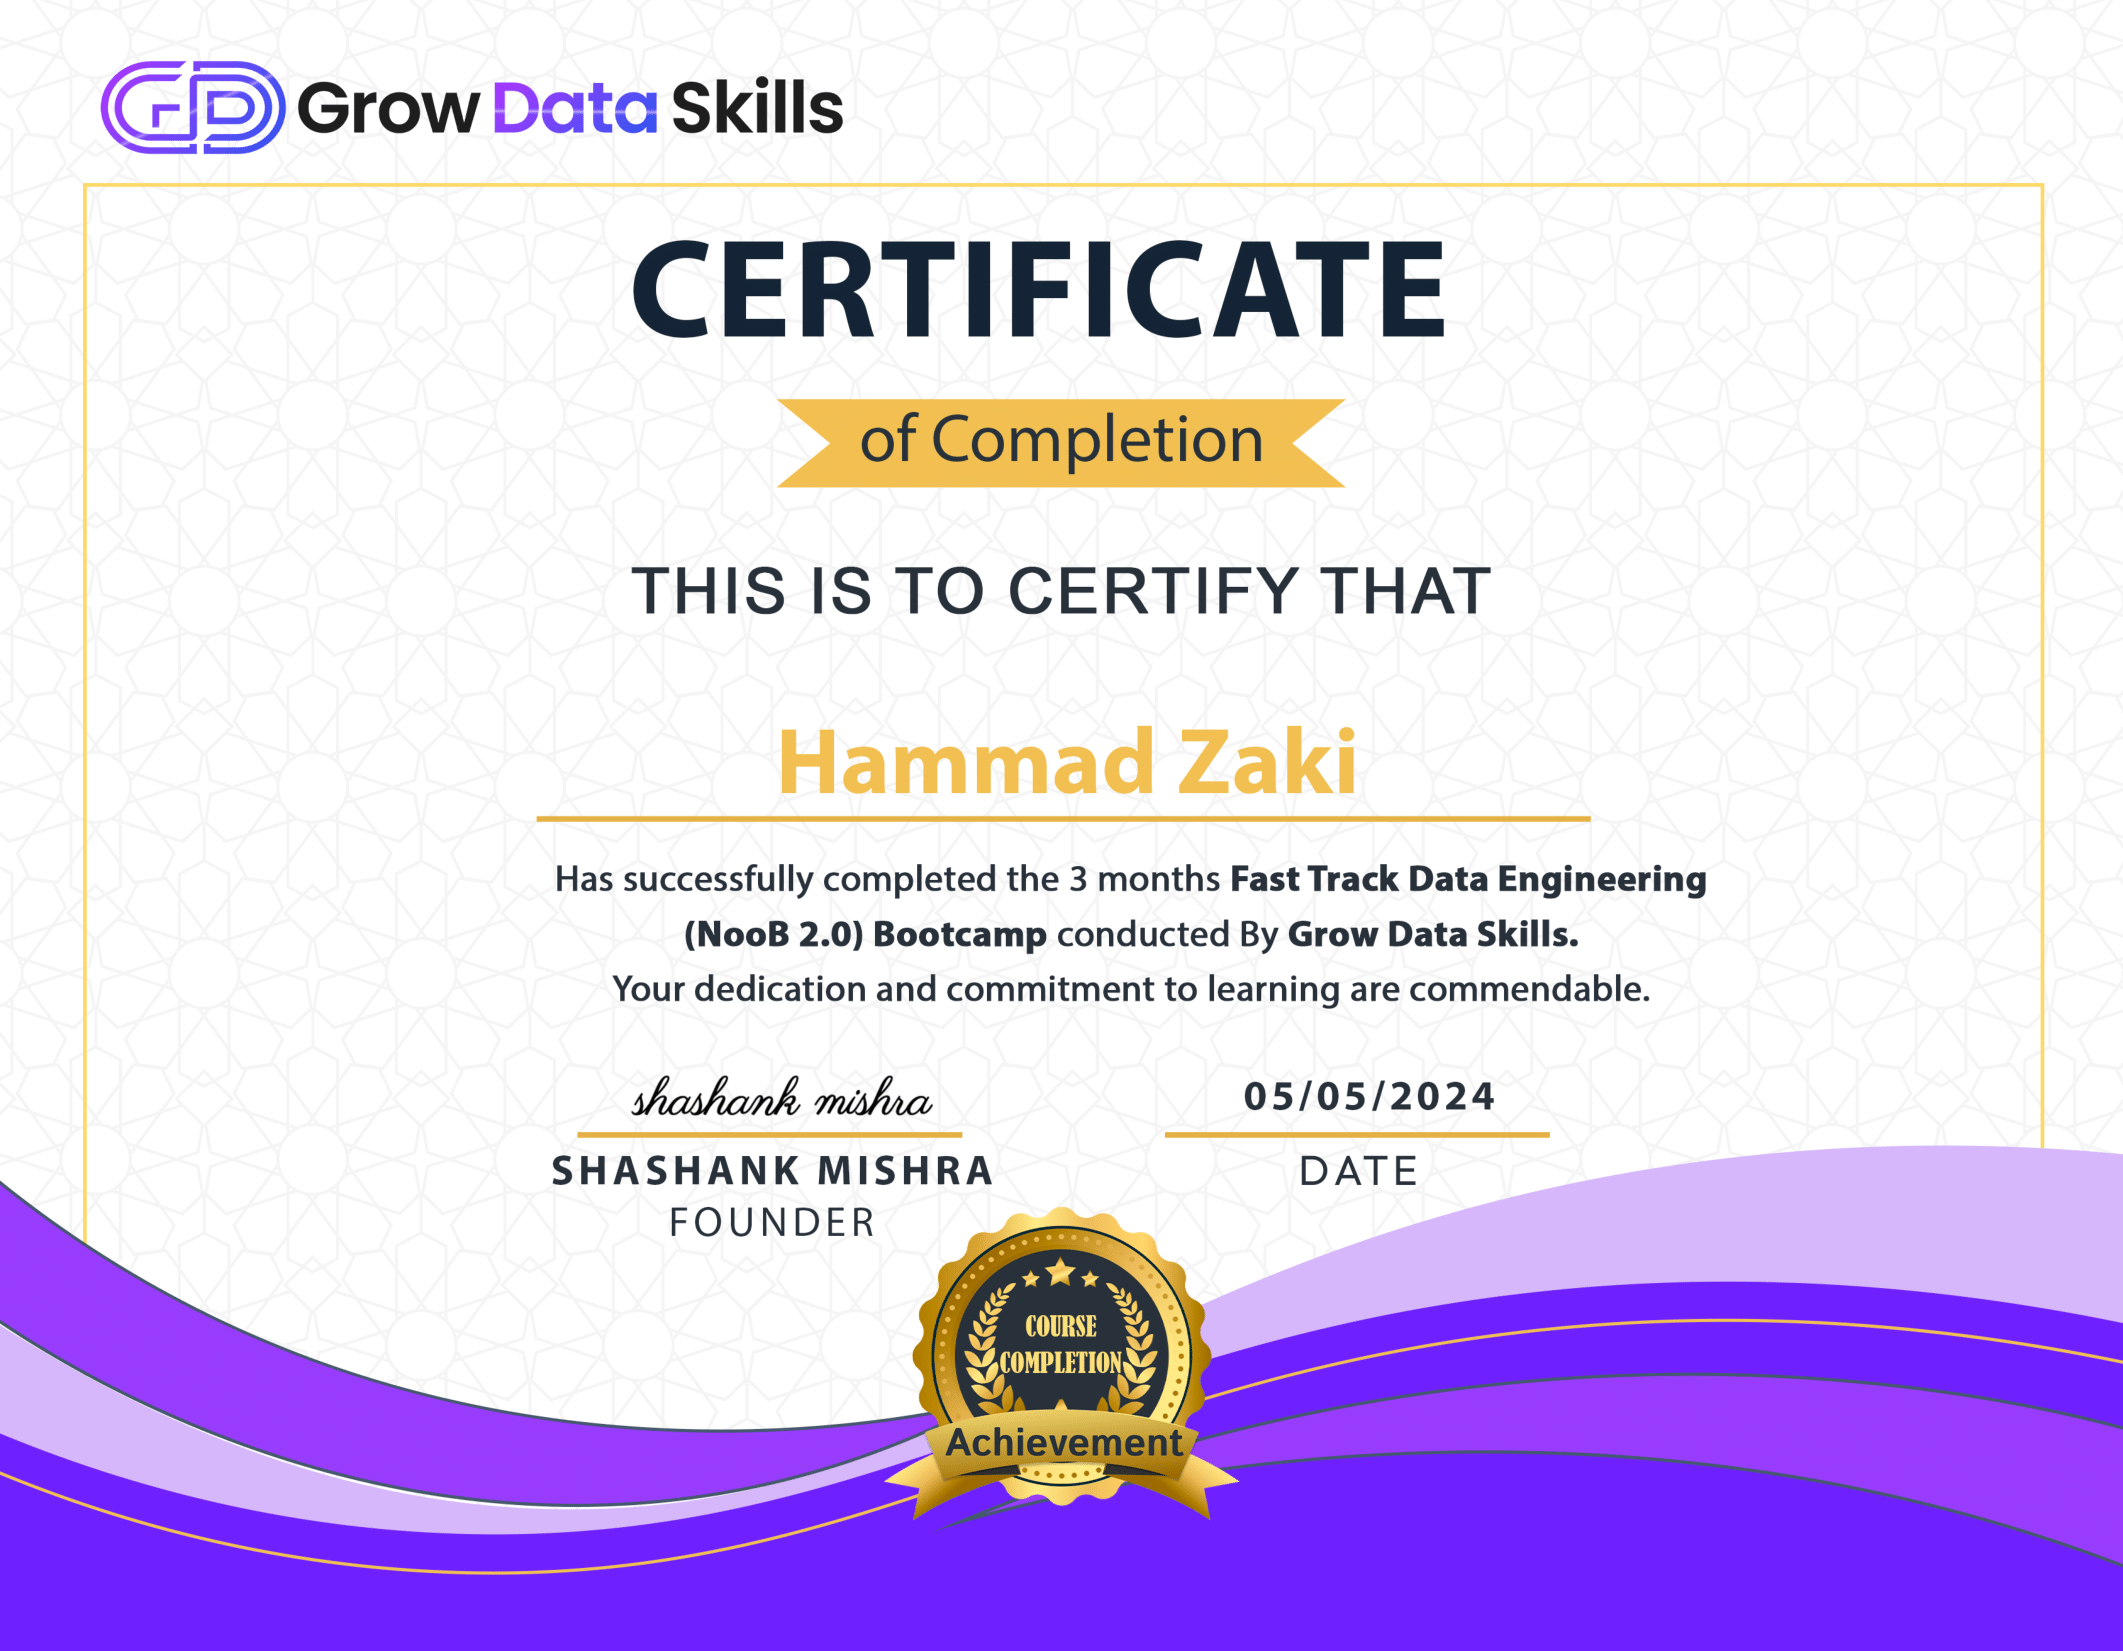 Grow Data Skills
CERTIFICATE
of Completion
THIS IS TO CERTIFY THAT
Hammad Zaki
Has successfully completed the 3 months Fast Track Data Engineering
(NooB 2.0) Bootcamp conducted By Grow Data Skills.
Your dedication and commitment to learning are commendable.
shashank mishra
05/05/2024
SHASHANK MISHRA
DATE
FOUNDER
COURSE
COMPLETION
Achievement